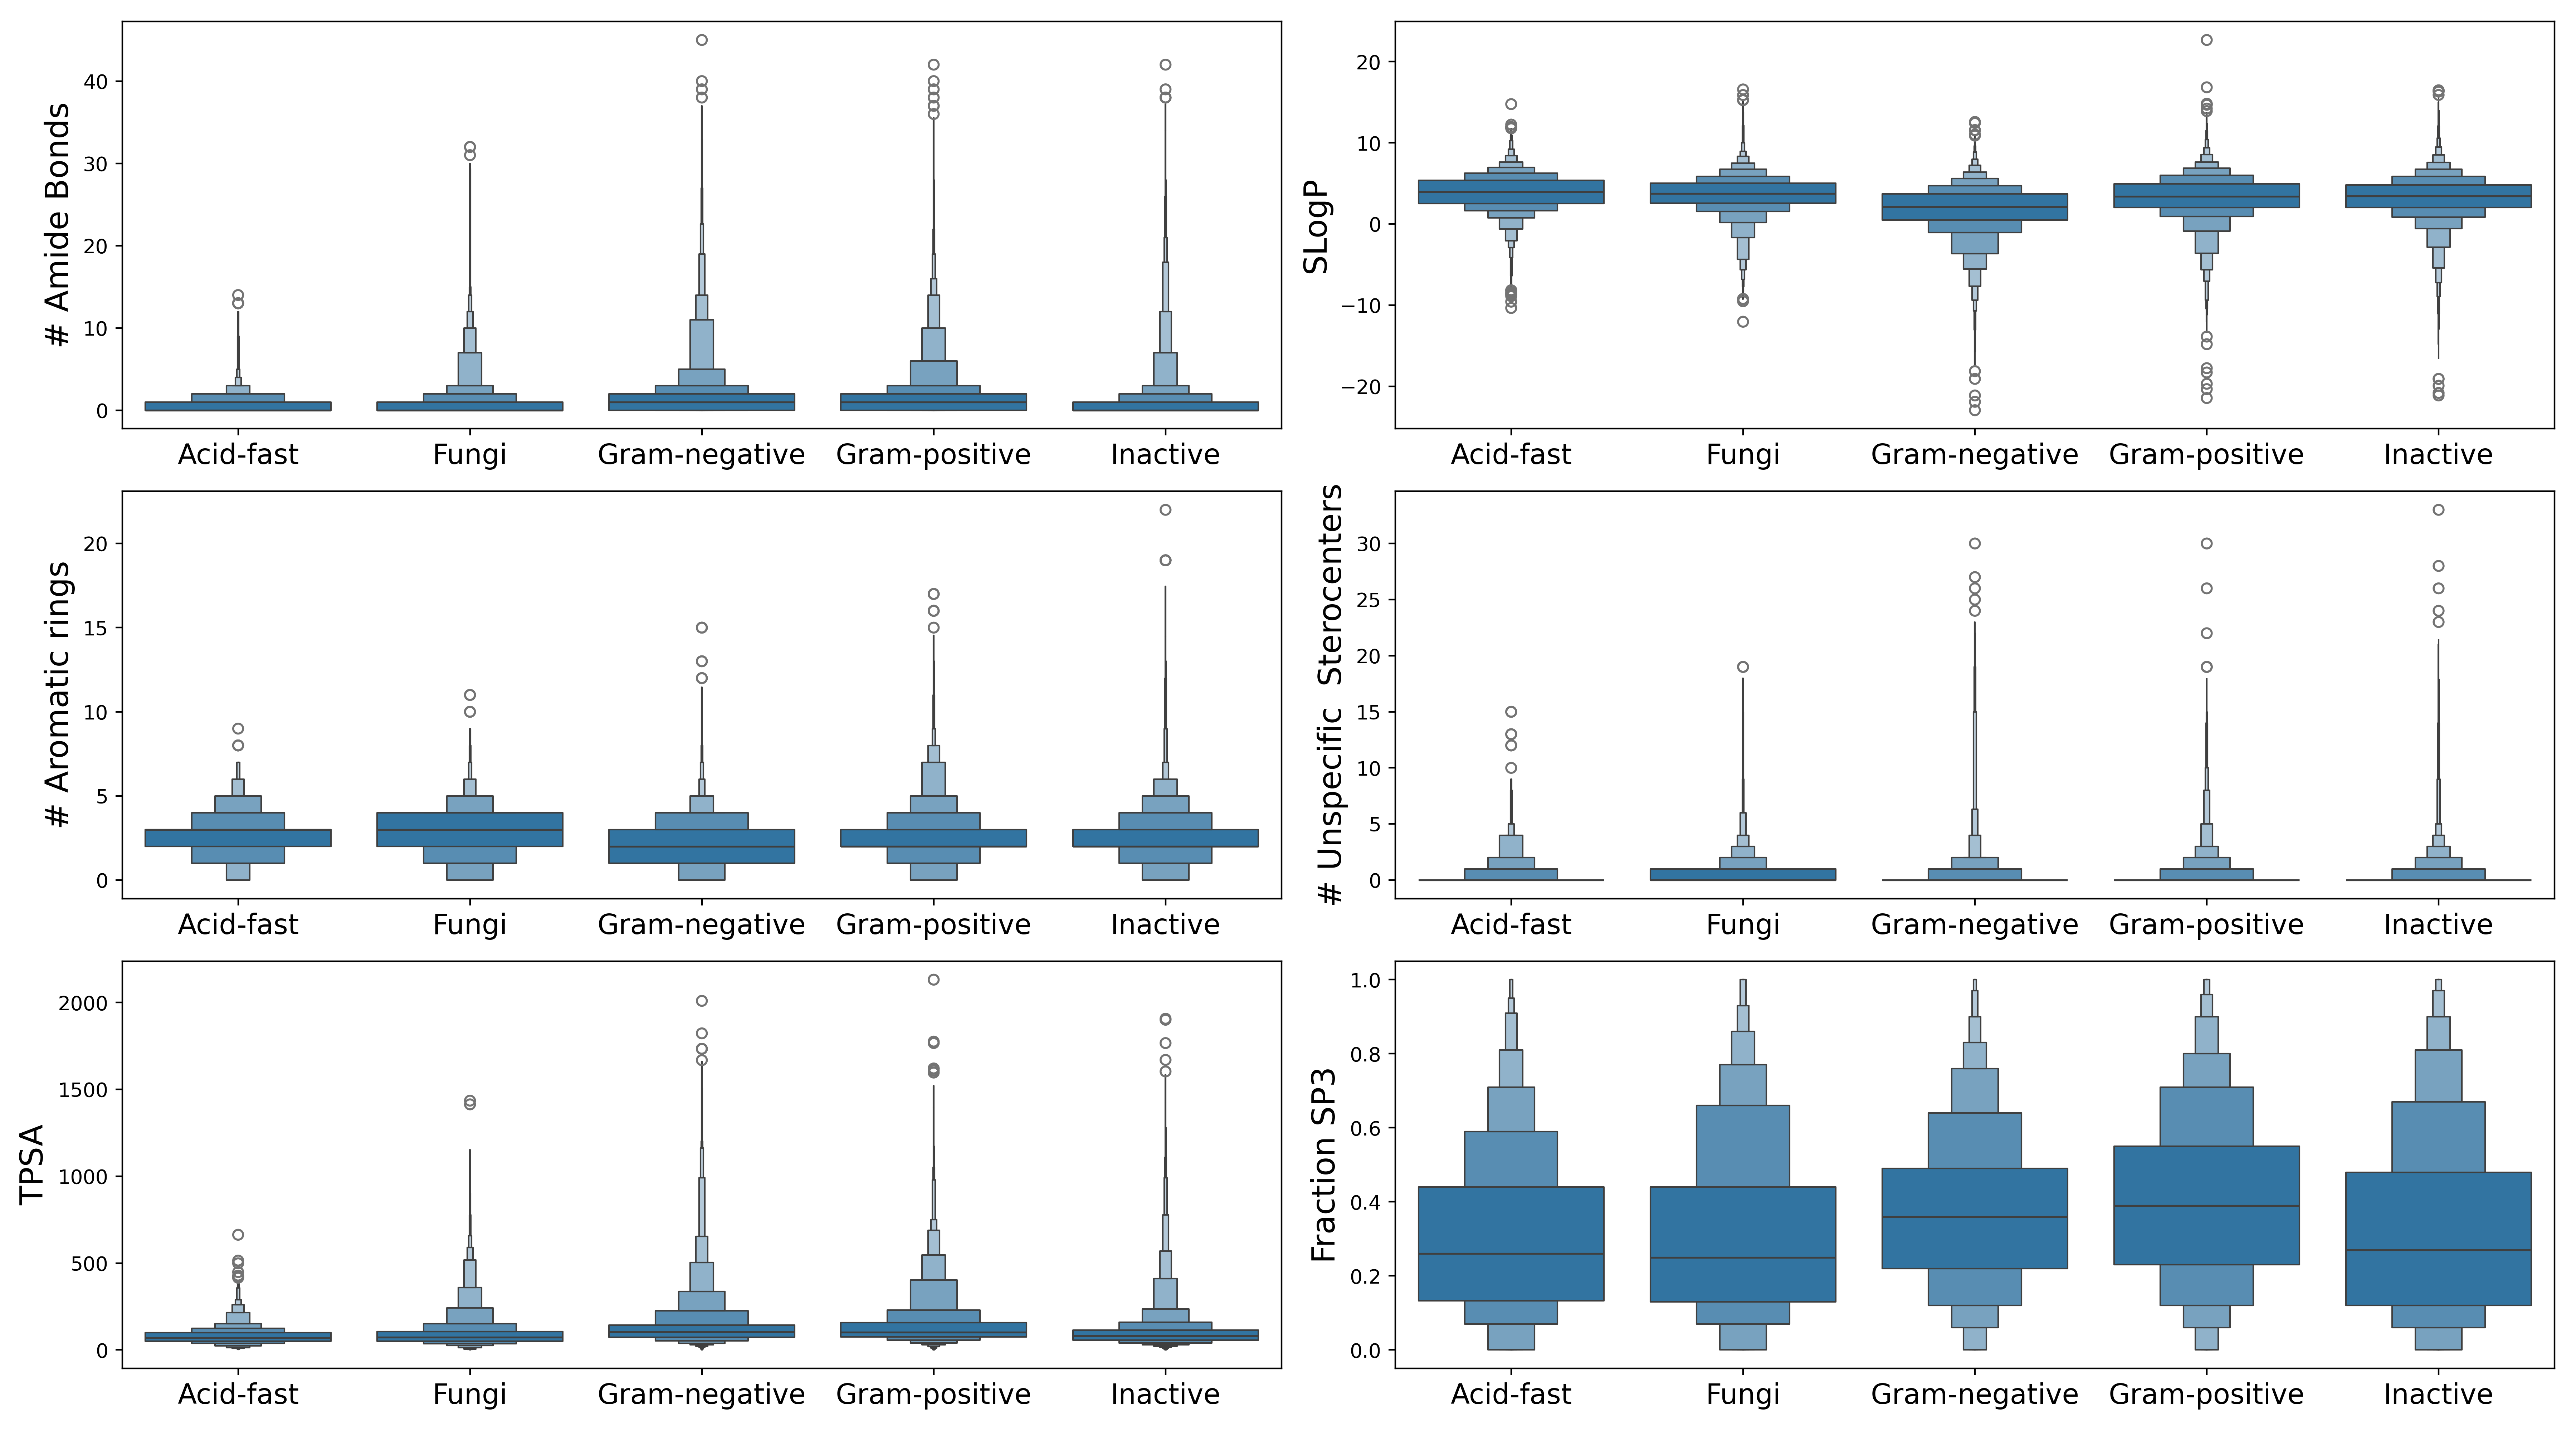 # Amide Bonds
40
30
20
10
0
Acid-fast Fungi Gram-negative Gram-positive Inactive
SLogP
20
10
0
−10
−20
Acid-fast Fungi Gram-negative Gram-positive Inactive
# Aromatic rings
20
15
10
5
0
Acid-fast Fungi Gram-negative Gram-positive Inactive
# Unspecific  Sterocenters
30
25
20
15
10
5
0
Acid-fast Fungi Gram-negative Gram-positive Inactive
TPSA
2000
1500
1000
500
0
Acid-fast Fungi Gram-negative Gram-positive Inactive
Fraction SP3
1.0
0.8
0.6
0.4
0.2
0.0
Acid-fast Fungi Gram-negative Gram-positive Inactive